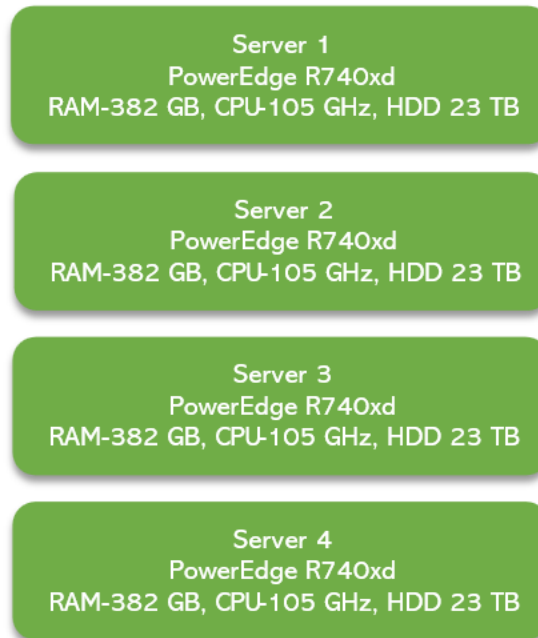 Server 1
PowerEdge R740xd
RAM-382 GB, CPU-105 GHz, HDD 23 TB
Server 2
PowerEdge R740xd
RAM-382 GB, CPU-105 GHz, HDD 23 TB
Server 3
PowerEdge R740xd
RAM-382 GB, CPU-105 GHz, HDD 23 TB
Server 4
PowerEdge R740xd
RAM-382 GB, CPU-105 GHz, HDD 23 TB